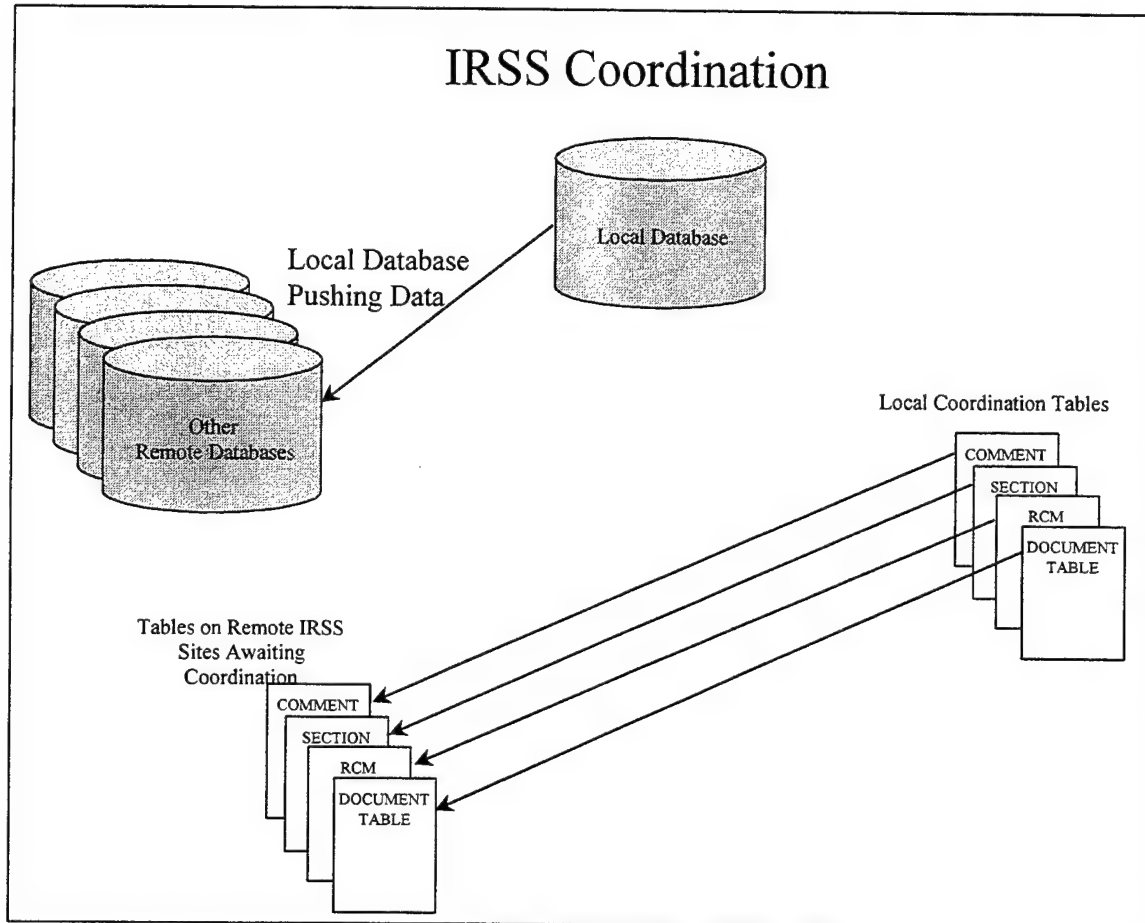 IRSS Coordination
Local Database
Local Database
Pushing Data
Other
Remote Databases
Local Coordination Tables
COMMENT
SECTION
RCM
DOCUMENT
TABLE
Tables on Remote IRSS
Sites Awaiting
Coordination
COMMENT
SECTION
RCM
DOCUMENT
TABLE